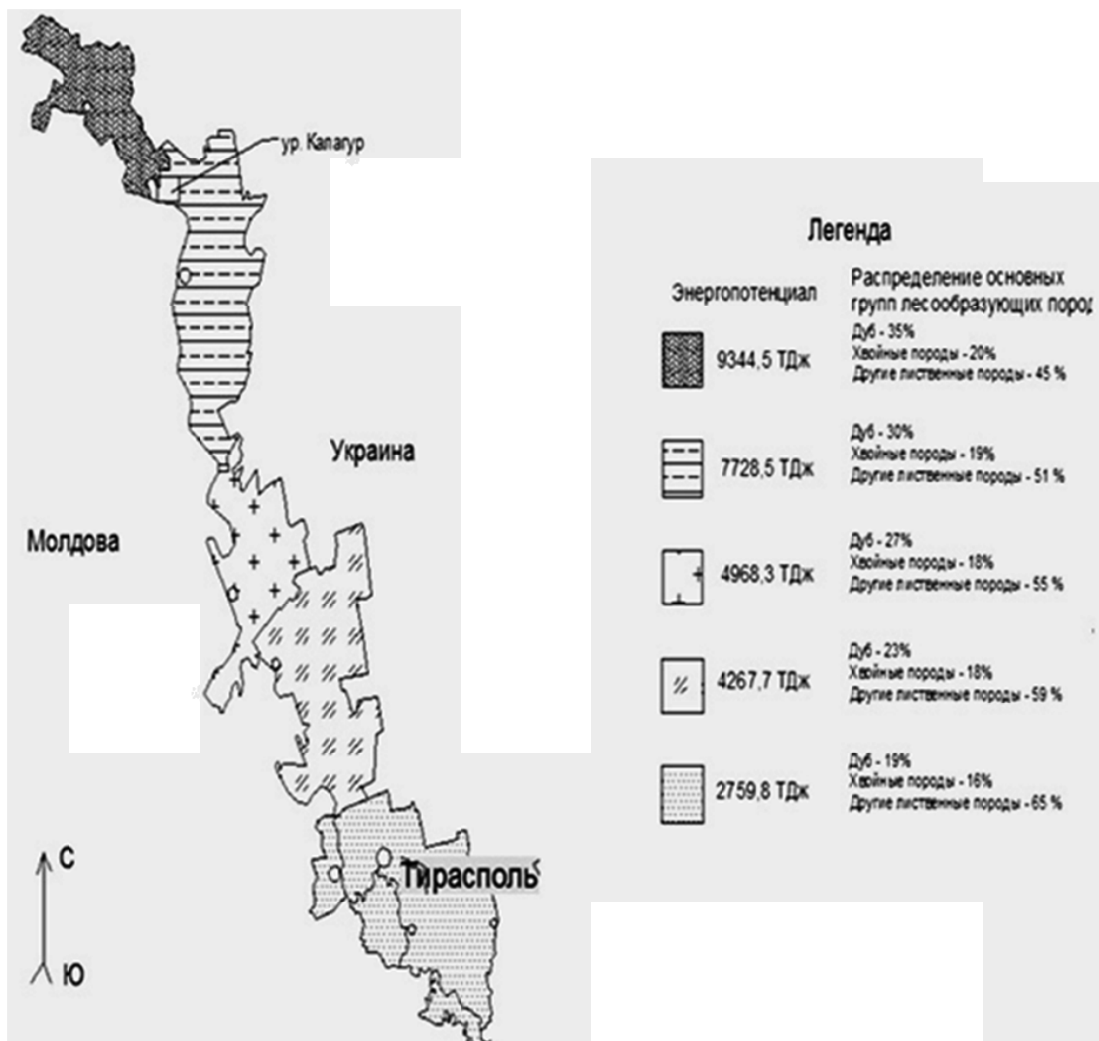 ур. Калагур
Украина
Молдова
Тирасполь
С
Ю
Легенда
Энергопотенциал
Распределение основных
групп лесообразующих пород
9344,5 ТДж
Дуб - 35%
Хвойные породы - 20%
Другие лиственные породы - 45 %
7728,5 ТДж
Дуб - 30%
Хвойные породы - 19%
Другие лиственные породы - 51 %
4968,3 ТДж
Дуб - 27%
Хвойные породы - 18%
Другие лиственные породы - 55 %
4267,7 ТДж
Дуб - 23%
Хвойные породы - 18%
Другие лиственные породы - 59 %
2759,8 ТДж
Дуб - 19%
Хвойные породы - 16%
Другие лиственные породы - 65 %